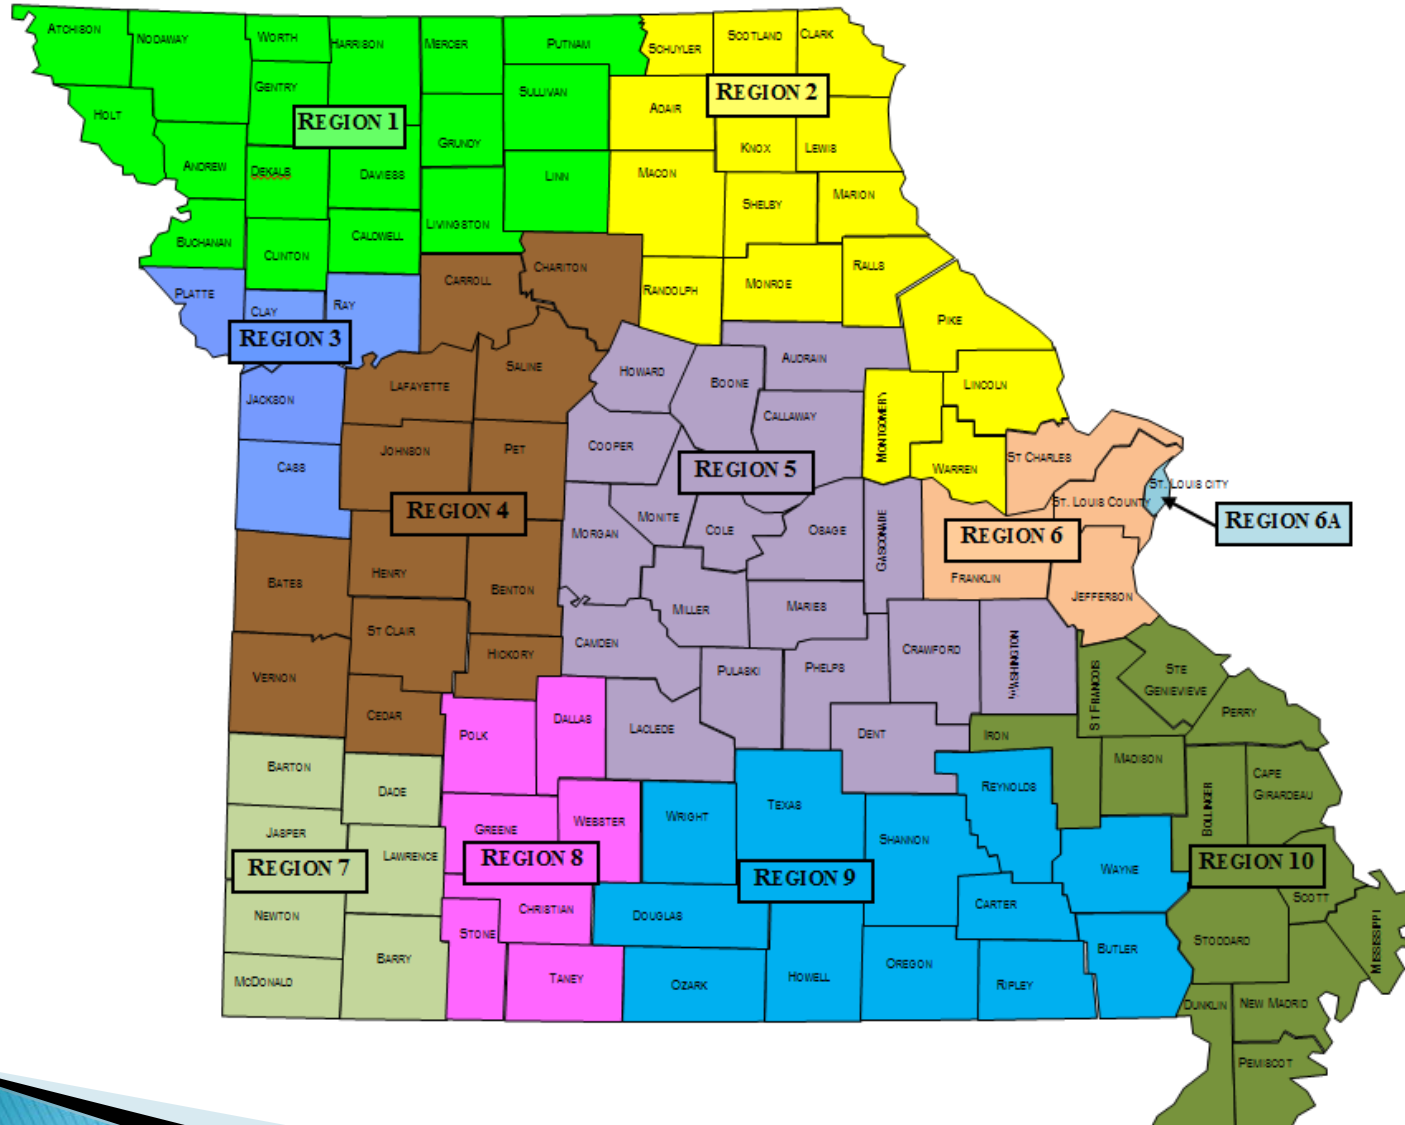 ATCHISON
NODAWAY
WORTH
HARRISON
MERCER
PUTNAM
SCHUYLER
SCOTLAND
CLARK
GENTRY
SULLIVAN
REGION 2
HOLT
REGION 1
ADAIR
GRUNDY
KNOX
LEWIS
ANDREW
DEKALB
DAVIESS
LINN
MACON
SHELBY
MARION
BUCHANAN
CLINTON
CALDWELL
LIVINGSTON
CARROLL
CHARITON
RANDOLPH
MONROE
RALLS
PLATTE
CLAY
RAY
REGION 3
PIKE
JACKSON
LAFAYETTE
SALINE
HOWARD
BOONE
AUDRAIN
LINCOLN
CALLAWAY
MONTGOMERY
CASS
JOHNSON
PET
COOPER
REGION 5
WARREN
ST CHARLES
ST. LOUIS CITY
ST. LOUIS COUNTY
REGION 4
MORGAN
MONITE
COLE
OSAGE
GASCONADE
REGION 6
REGION 6A
BATES
HENRY
BENTON
MILLER
MARIES
FRANKLIN
JEFFERSON
ST CLAIR
HICKORY
CAMDEN
PULASKI
PHELPS
CRAWFORD
WASHINGTON
ST FRANCOIS
STE
GENIEVIEVE
VERNON
CEDAR
POLK
DALLAS
LACLEDE
DENT
IRON
PERRY
BARTON
DADE
MADISON
REYNOLDS
BOLLINGER
CAPE
GIRARDEAU
JASPER
LAWRENCE
GREENE
WEBSTER
WRIGHT
TEXAS
SHANNON
REGION 7
REGION 8
REGION 9
WAYNE
REGION 10
NEWTON
CHRISTIAN
STONE
DOUGLAS
CARTER
SCOTT
MISSISSIPPI
BARRY
BUTLER
STODDARD
MCDONALD
TANEY
OZARK
HOWELL
OREGON
RIPLEY
DUNKLIN
NEW MADRID
PEMISCOT